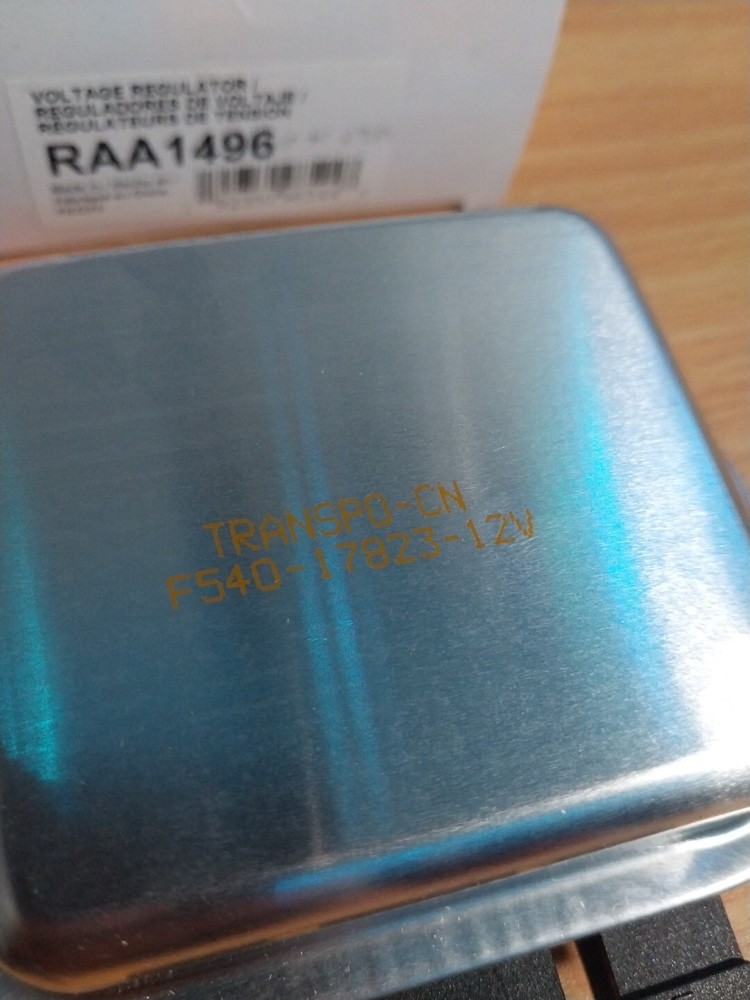 VOLTAGE REGULATOR /
REGULADORES DE VOLTAJE /
RÉGULATEURS DE TENSION
RAA1496
TRANSPO-CN
F540-17823-12V